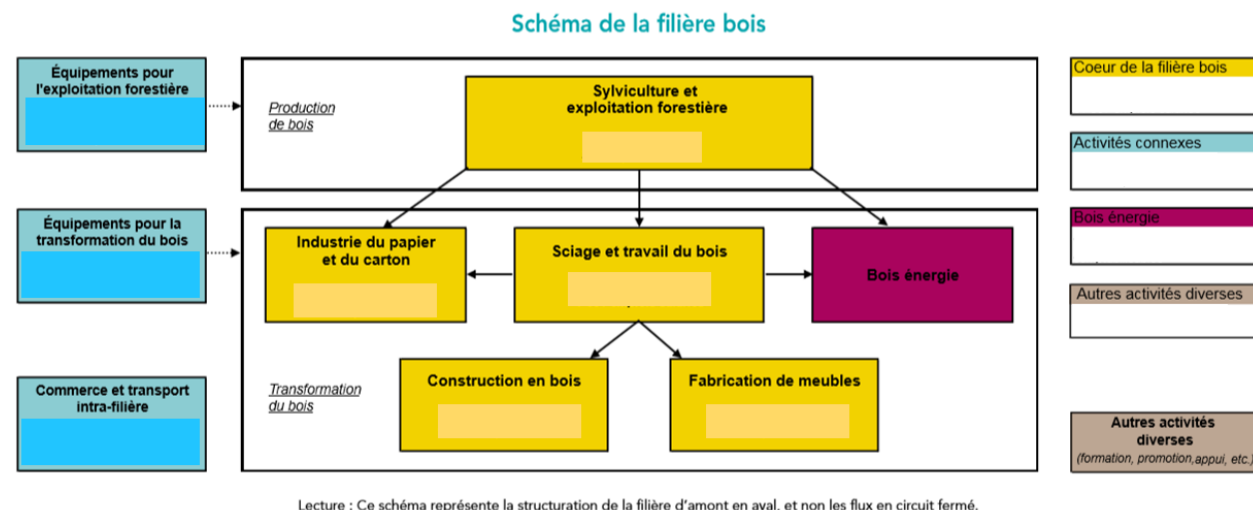 Schéma de la filière bois
Équipements pour
l'exploitation forestière
Production
de bois
Sylviculture et
exploitation forestière
Coeur de la filière bois
Activités connexes
Équipements pour la
transformation du bois
Industrie du papier
et du carton
Sciage et travail du bois
Bois énergie
Bois énergie
Autres activités diverses
Commerce et transport
intra-filière
Transformation
du bois
Construction en bois
Fabrication de meubles
Autres activités
diverses
(formation, promotion,appui, etc.)
Lecture : Ce schéma représente la structuration de la filière d'amont en aval, et non les flux en circuit fermé.